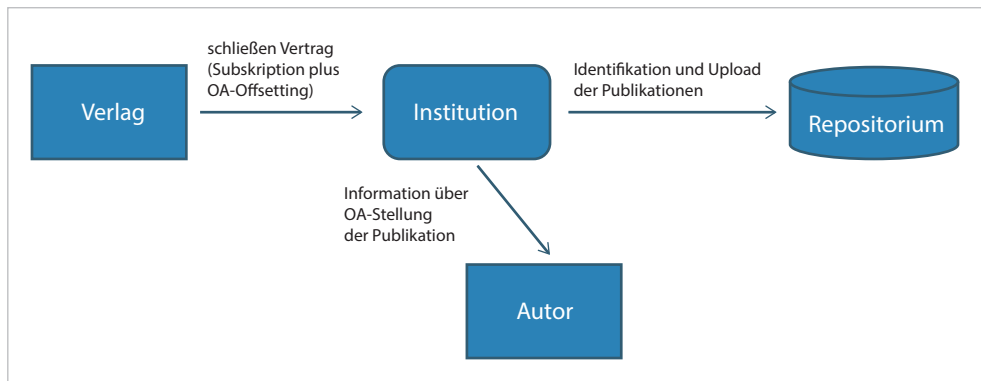 schließen Vertrag
(Subskription plus
OA-Offsetting)
Verlag
Institution
Identifikation und Upload
der Publikationen
Repositorium
Information über
OA-Stellung
der Publikation
Autor